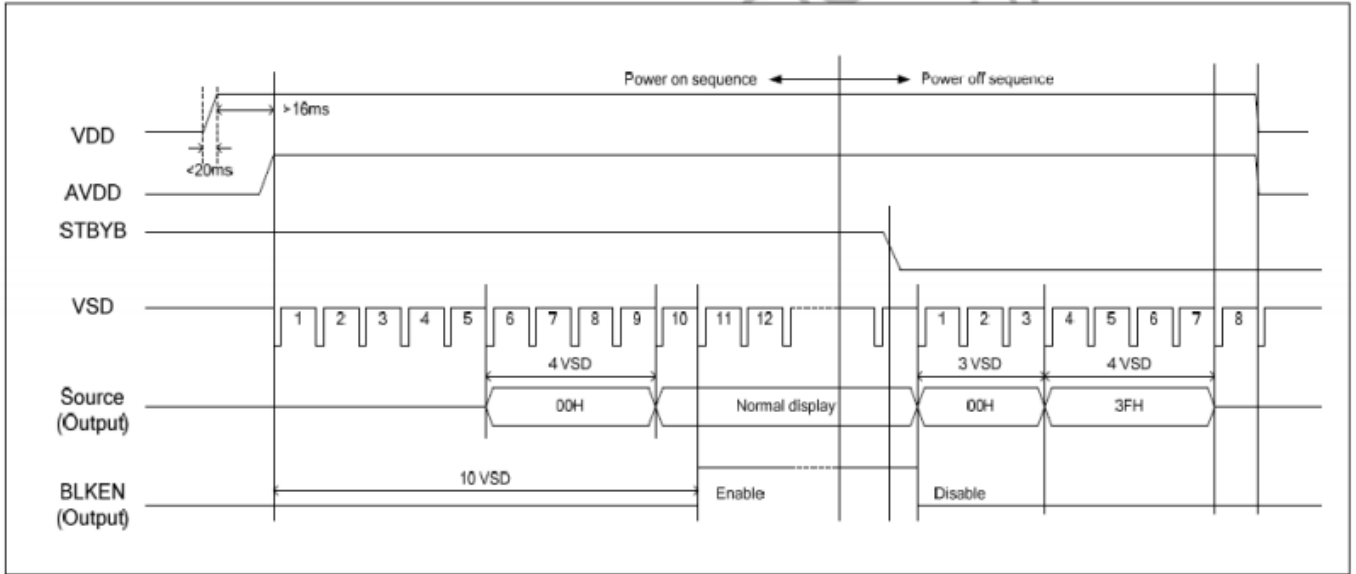 Power on sequence
Power off sequence
>16ms
VDD
<20ms
AVDD
STBYB
VSD
1 2 3 4 5 6 7 8 9 10 11 12 1 2 3 4 5 6 7 8
4 VSD 3 VSD 4 VSD
Source
(Output)
00H Normal display 00H 3FH
10 VSD
BLKEN
(Output)
Enable Disable